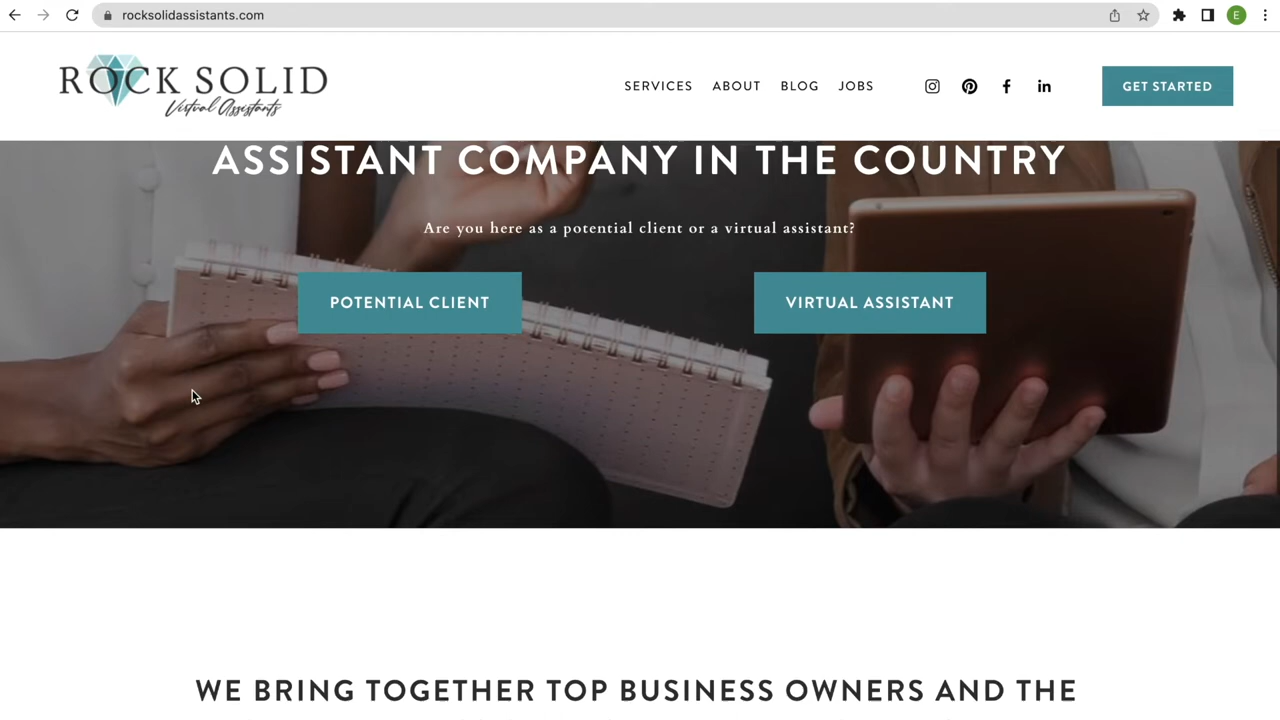 rocksolidassistants.com
E
ROCK SOLID
Virtual Assistants
SERVICES ABOUT BLOG JOBS
GET STARTED
ASSISTANT COMPANY IN THE COUNTRY
Are you here as a potential client or a virtual assistant?
POTENTIAL CLIENT
VIRTUAL ASSISTANT
WE BRING TOGETHER TOP BUSINESS OWNERS AND THE